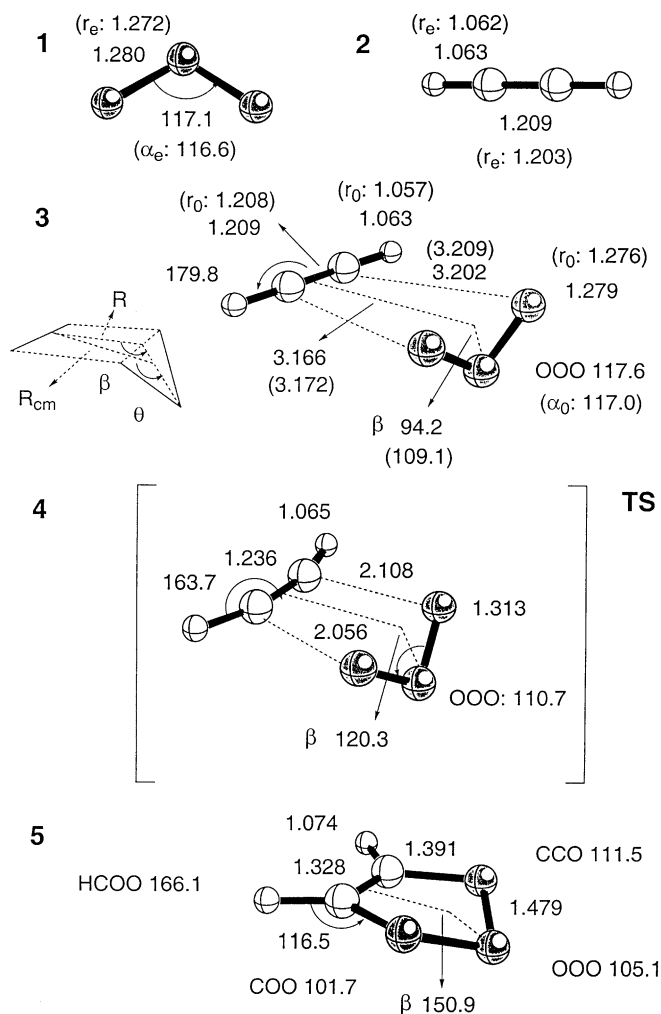 1
(re: 1.272)
1.280
117.1
(αe: 116.6)
2
(re: 1.062)
1.063
1.209
(re: 1.203)
3
(r0: 1.208)
1.209
(r0: 1.057)
1.063
(3.209)
3.202
(r0: 1.276)
1.279
179.8
R
Rcm
β
θ
3.166
(3.172)
OOO 117.6
(α0: 117.0)
β 94.2
(109.1)
4
TS
1.065
1.236
163.7
2.108
1.313
2.056
OOO: 110.7
β 120.3
5
1.074
1.391
CCO 111.5
HCOO 166.1
1.328
1.479
116.5
COO 101.7
OOO 105.1
β 150.9